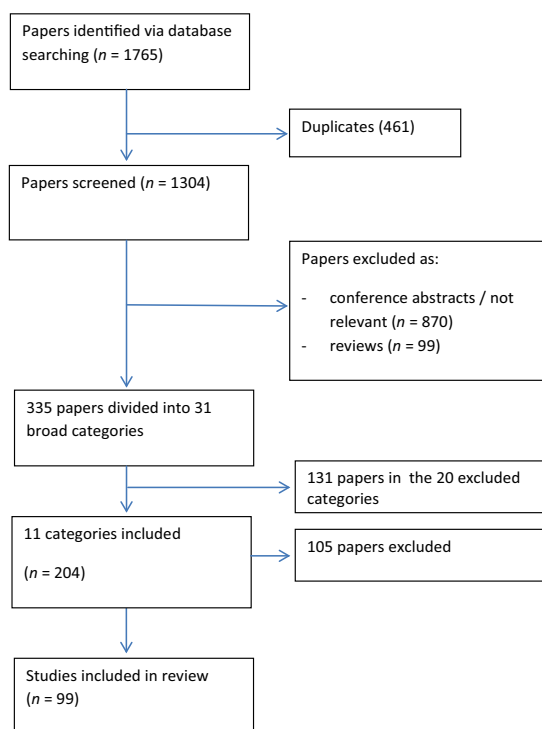 Papers identified via database
searching (n = 1765)
Duplicates (461)
Papers screened (n = 1304)
Papers excluded as:
- conference abstracts / not
relevant (n = 870)
- reviews (n = 99)
335 papers divided into 31
broad categories
131 papers in the 20 excluded
categories
11 categories included
(n = 204)
105 papers excluded
Studies included in review
(n = 99)